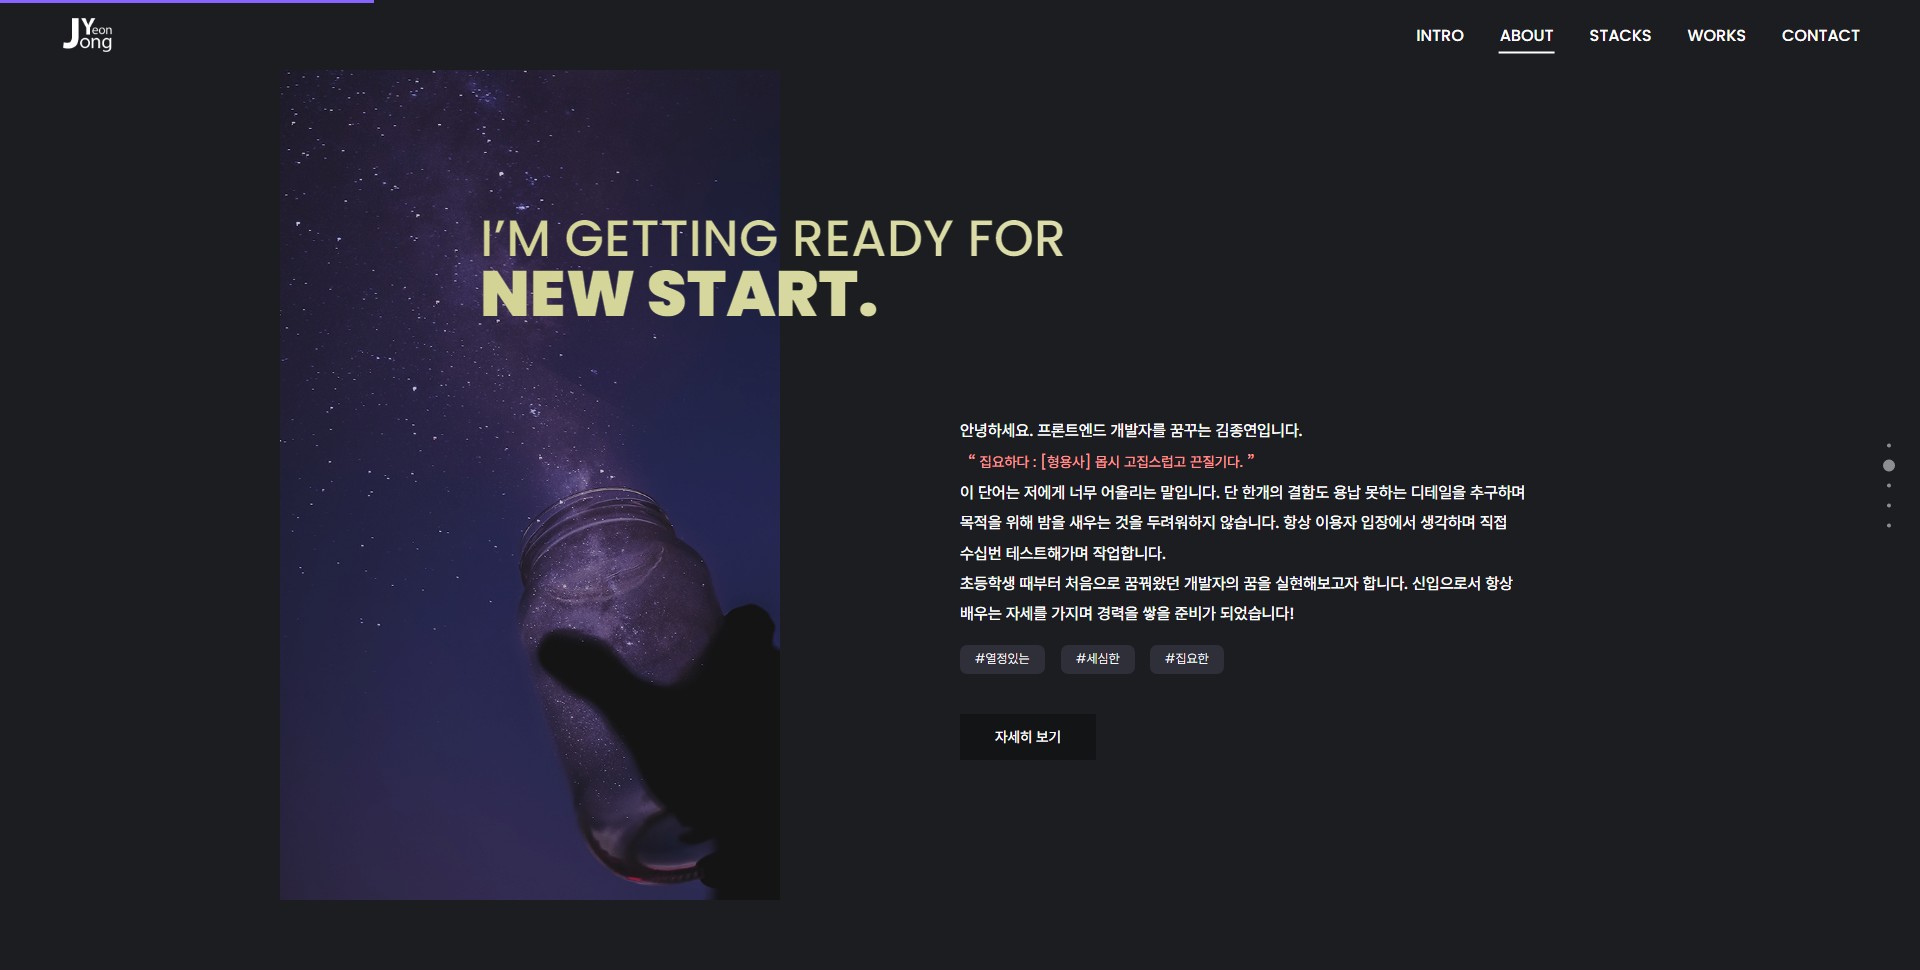 JYeon
ong
INTRO ABOUT STACKS WORKS CONTACT
I’M GETTING READY FOR
NEW START.
안녕하세요. 프론트엔드 개발자를 꿈꾸는 김종연입니다.
“ 집요하다 : [형용사] 몹시 고집스럽고 끈질기다. ”
이 단어는 저에게 너무 어울리는 말입니다. 단 한개의 결함도 용납 못하는 디테일을 추구하며
목적을 위해 밤을 새우는 것을 두려워하지 않습니다. 항상 이용자 입장에서 생각하며 직접
수십번 테스트해가며 작업합니다.
초등학생 때부터 처음으로 꿈꿔왔던 개발자의 꿈을 실현해보고자 합니다. 신입으로서 항상
배우는 자세를 가지며 경력을 쌓을 준비가 되었습니다!
#열정있는 #세심한 #집요한
자세히 보기